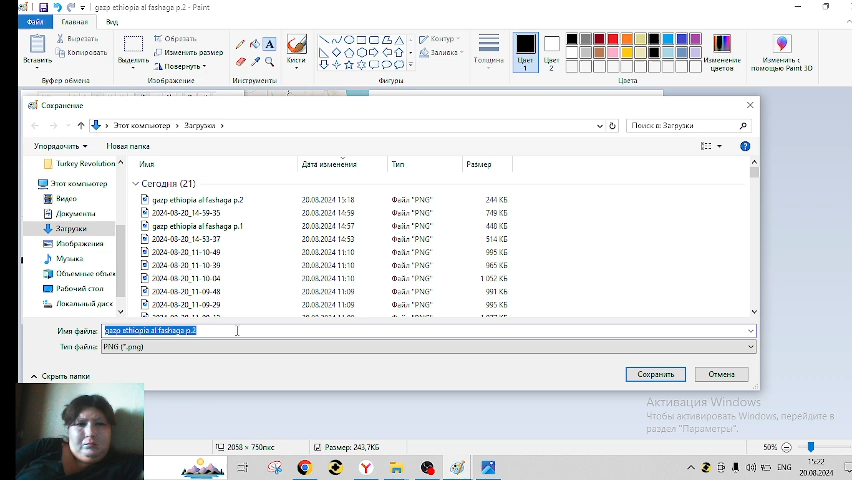 gazp ethiopia al fashaga p.2 - Paint
Файл Главная Вид
Вставить
Вырезать
Копировать
Буфер обмена
Выделить
Обрезать
Изменить размер
Повернуть
Изображение
Инструменты
Кисти
Контур
Заливка
Фигуры
Толщина
Цвет 1
Цвет 2
Изменение цветов
Цвета
Изменить с помощью Paint 3D
Сохранение
Этот компьютер Загрузки
Поиск в: Загрузки
Упорядочить Новая папка
Turkey Revolution
Этот компьютер
Видео
Документы
Загрузки
Изображения
Музыка
Объемные объек
Рабочий стол
Локальный диск
Имя Дата изменения Тип Размер
Сегодня (21)
gazp ethiopia al fashaga p.2 20.08.2024 15:18 Файл "PNG" 244 КБ
2024-08-20_14-59-35 20.08.2024 14:59 Файл "PNG" 749 КБ
gazp ethiopia al fashaga p.1 20.08.2024 14:57 Файл "PNG" 448 КБ
2024-08-20_14-53-37 20.08.2024 14:53 Файл "PNG" 514 КБ
2024-08-20_11-10-49 20.08.2024 11:10 Файл "PNG" 995 КБ
2024-08-20_11-10-39 20.08.2024 11:10 Файл "PNG" 965 КБ
2024-08-20_11-10-04 20.08.2024 11:10 Файл "PNG" 1 052 КБ
2024-08-20_11-09-48 20.08.2024 11:09 Файл "PNG" 991 КБ
2024-08-20_11-09-29 20.08.2024 11:09 Файл "PNG" 995 КБ
Имя файла: gazp ethiopia al fashaga p.2
Тип файла: PNG (*.png)
Скрыть папки
Сохранить
Отмена
Активация Windows
Чтобы активировать Windows, перейдите в
раздел "Параметры".
2058 × 750пкс
Размер: 243,7КБ
50%
ENG
15:22
20.08.2024